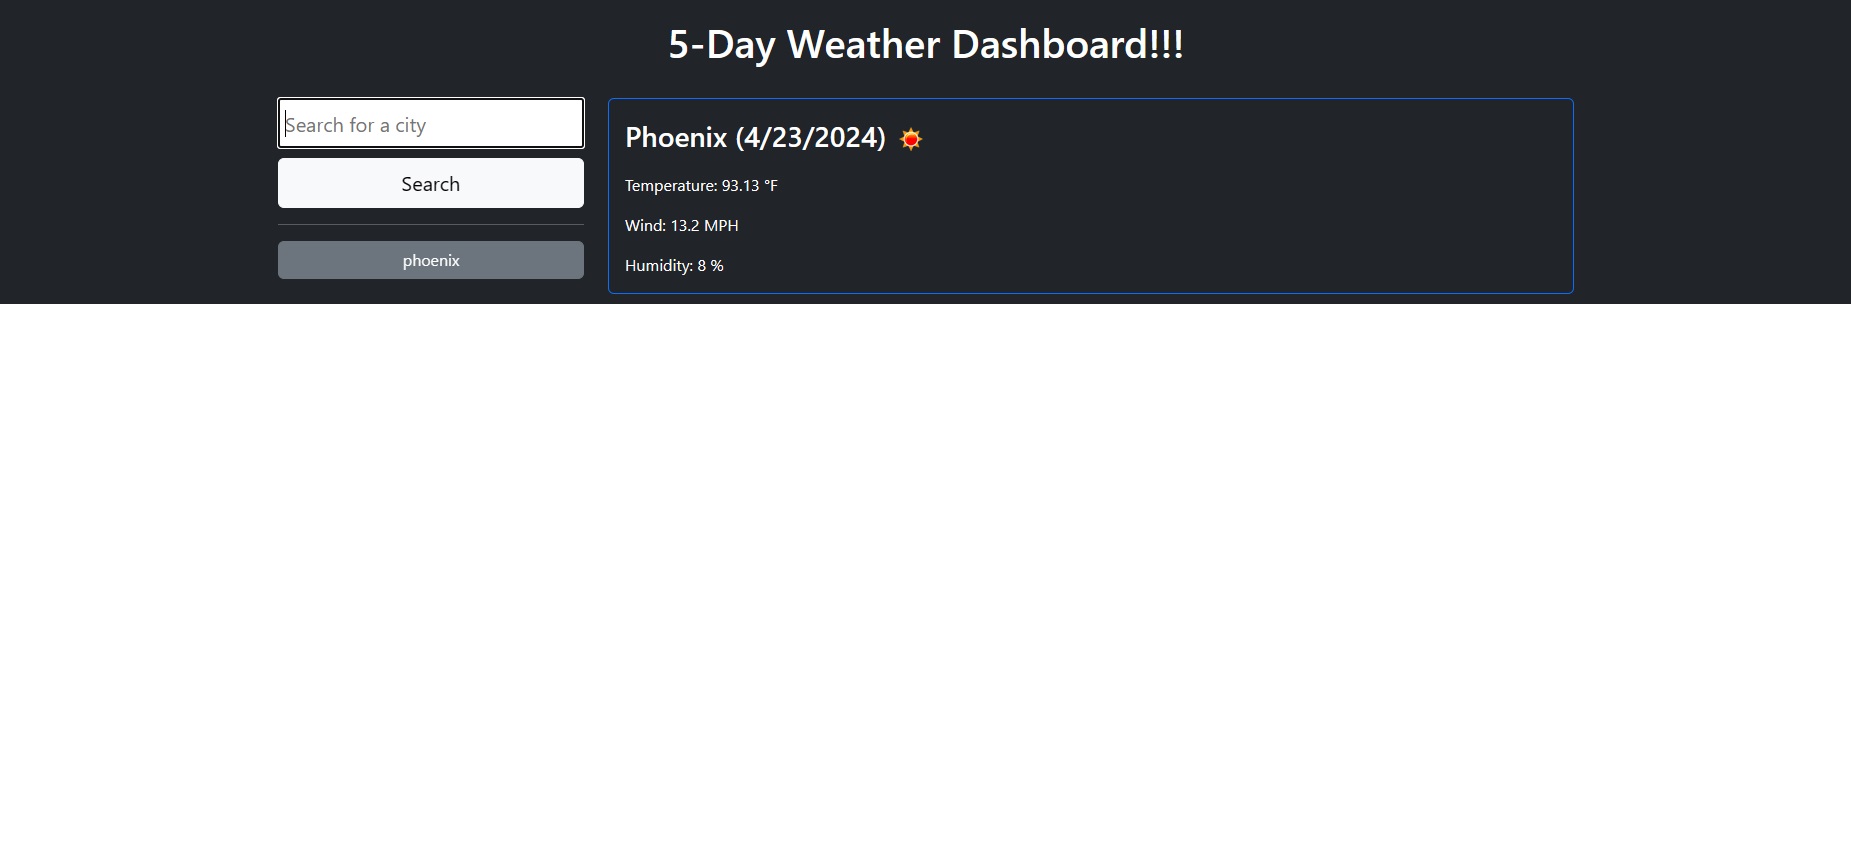 5-Day Weather Dashboard!!!
Search for a city
Search
phoenix
Phoenix (4/23/2024)
Temperature: 93.13 °F
Wind: 13.2 MPH
Humidity: 8 %